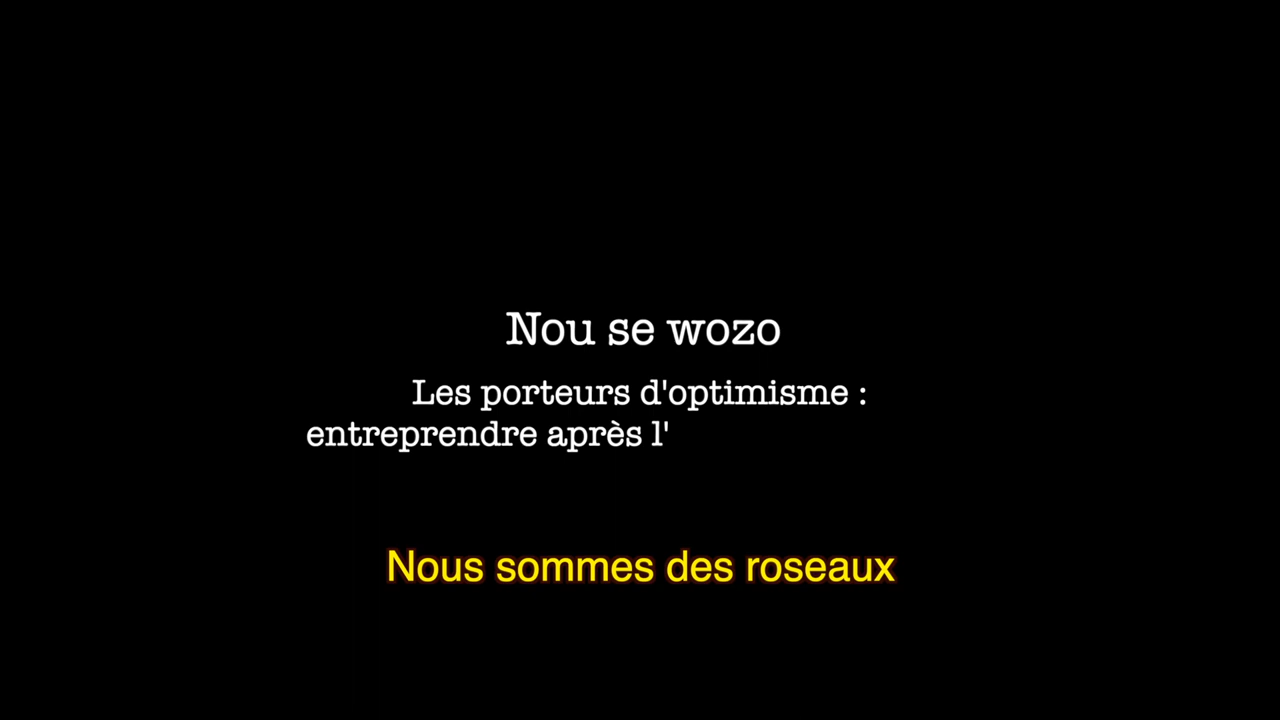 Nou se wozo
Les porteurs d'optimisme :
entreprendre après l'
Nous sommes des roseaux